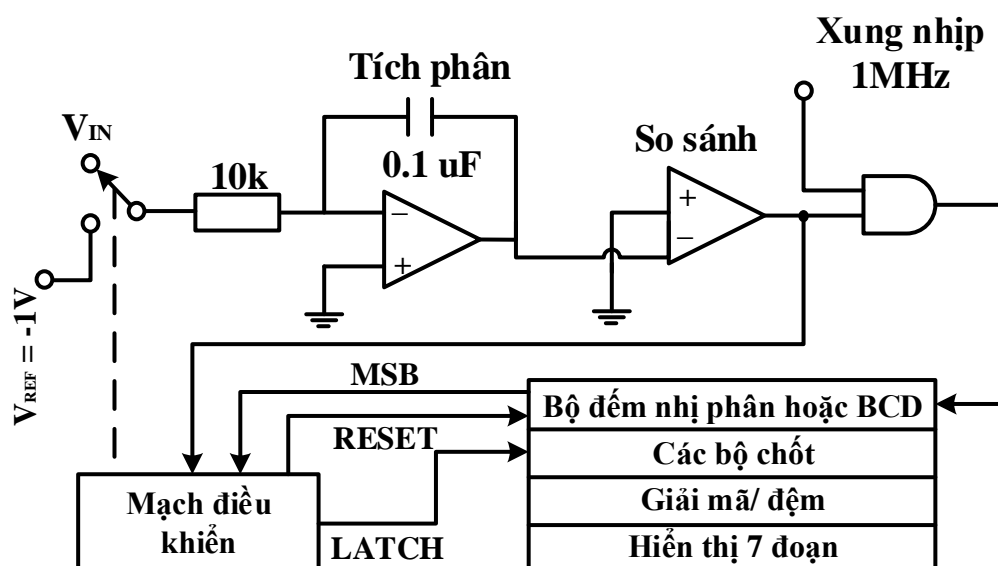 Xung nhịp
1MHz
Tích phân
VIN
So sánh
10k
0.1 uF
−
+
+
−
VREF = -1V
MSB
RESET
LATCH
Bộ đếm nhị phân hoặc BCD
Các bộ chốt
Giải mã/ đệm
Hiển thị 7 đoạn
Mạch điều
khiển